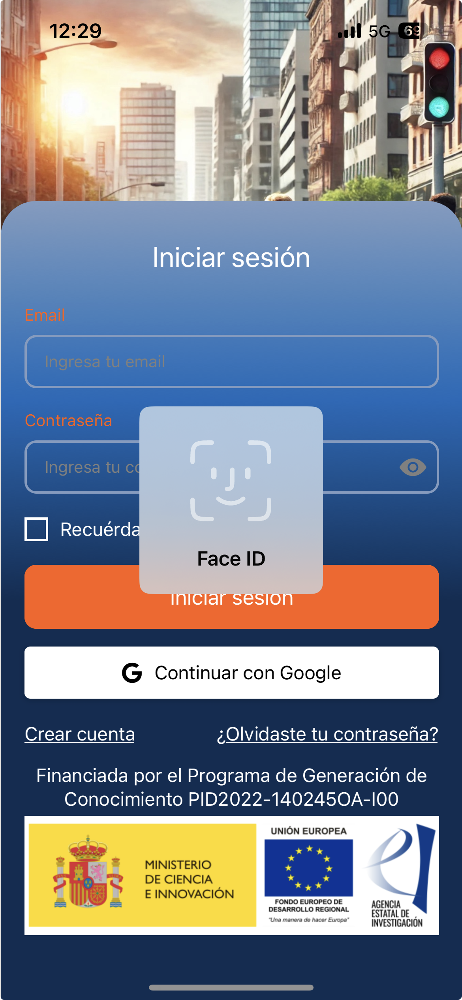 12:29
5G 69
Iniciar sesión
Email
Ingresa tu email
Contraseña
Ingresa tu co
Recuérda
Face ID
Iniciar sesión
G Continuar con Google
Crear cuenta
¿Olvidaste tu contraseña?
Financiada por el Programa de Generación de
Conocimiento PID2022-140245OA-I00
PLVS VLTRA
MINISTERIO
DE CIENCIA
E INNOVACIÓN
UNIÓN EUROPEA
FONDO EUROPEO DE
DESARROLLO REGIONAL
"Una manera de hacer Europa"
AGENCIA
ESTATAL DE
INVESTIGACIÓN